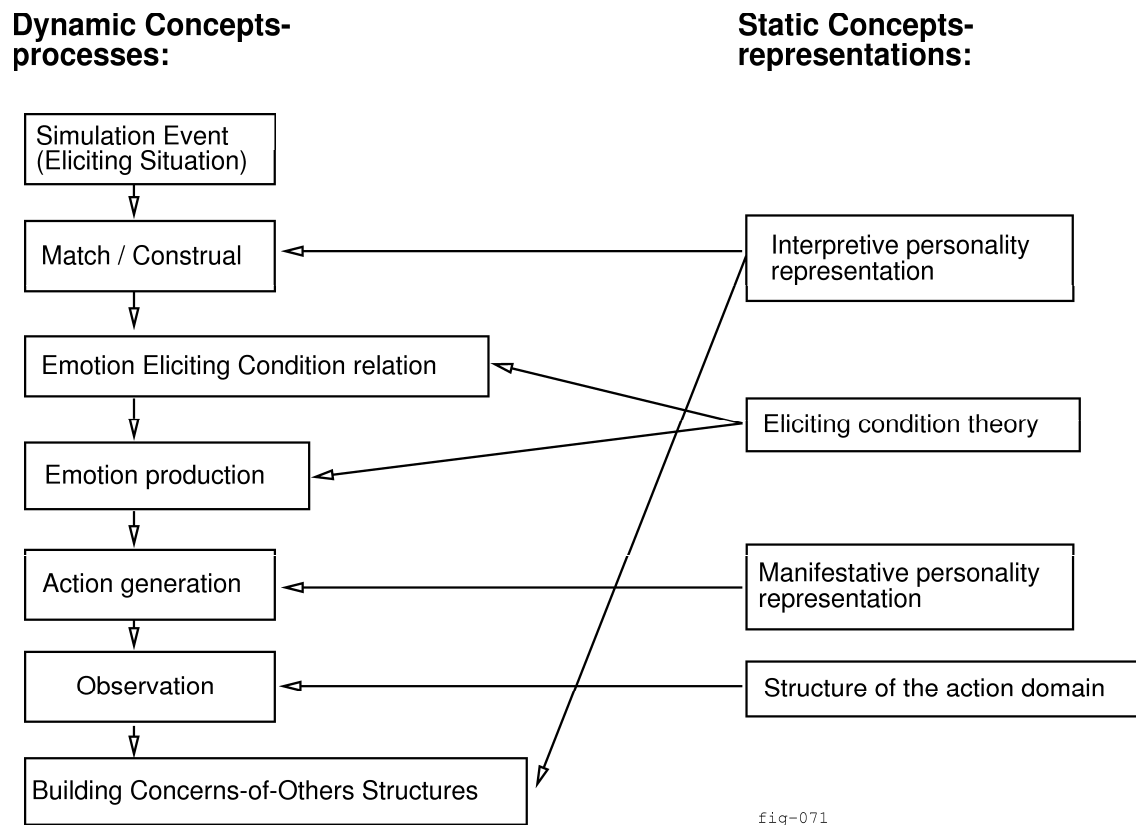 Dynamic Concepts-
processes:
Static Concepts-
representations:
Simulation Event
(Eliciting Situation)
Match / Construal
Interpretive personality
representation
Emotion Eliciting Condition relation
Eliciting condition theory
Emotion production
Action generation
Manifestative personality
representation
Observation
Structure of the action domain
Building Concerns-of-Others Structures
fig-071